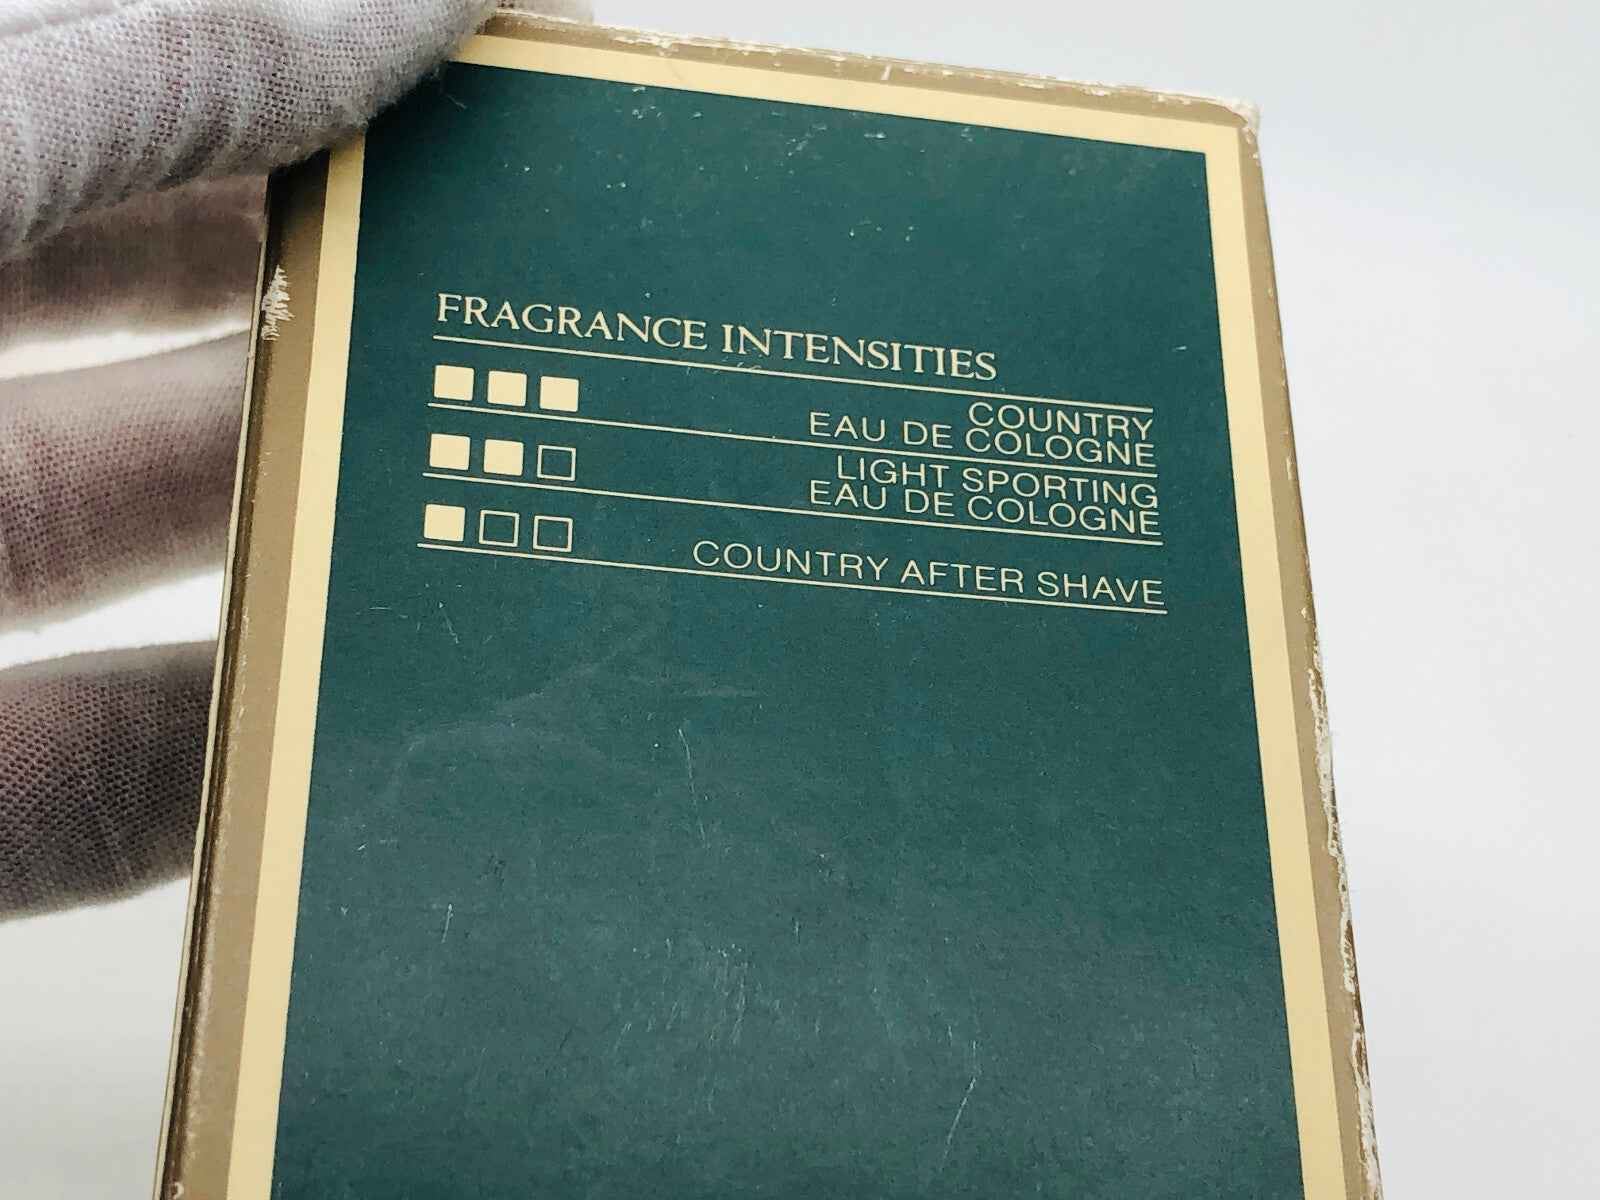 FRAGRANCE INTENSITIES
COUNTRY
EAU DE COLOGNE
LIGHT SPORTING
EAU DE COLOGNE
COUNTRY AFTER SHAVE